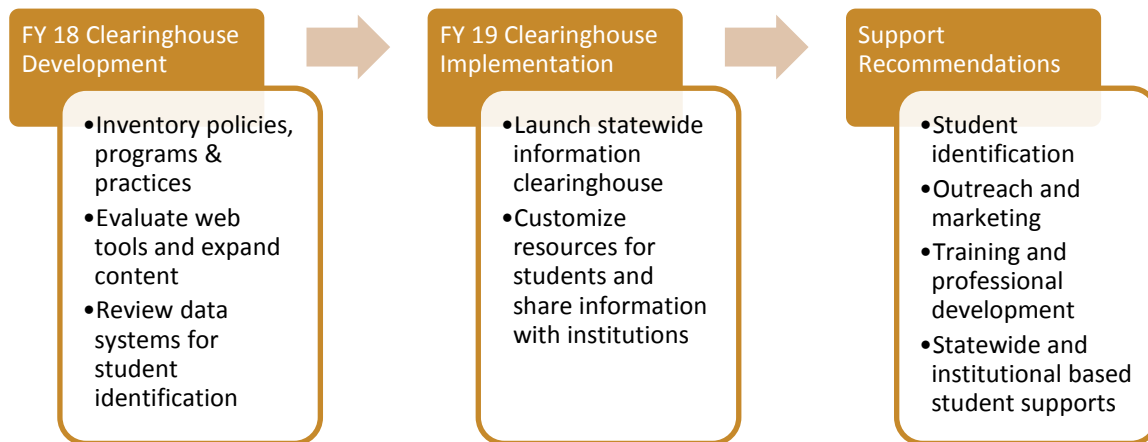 FY 18 Clearinghouse
Development
•Inventory policies,
programs &
practices
•Evaluate web
tools and expand
content
•Review data
systems for
student
identification
FY 19 Clearinghouse
Implementation
•Launch statewide
information
clearinghouse
•Customize
resources for
students and
share information
with institutions
Support
Recommendations
•Student
identification
•Outreach and
marketing
•Training and
professional
development
•Statewide and
institutional based
student supports